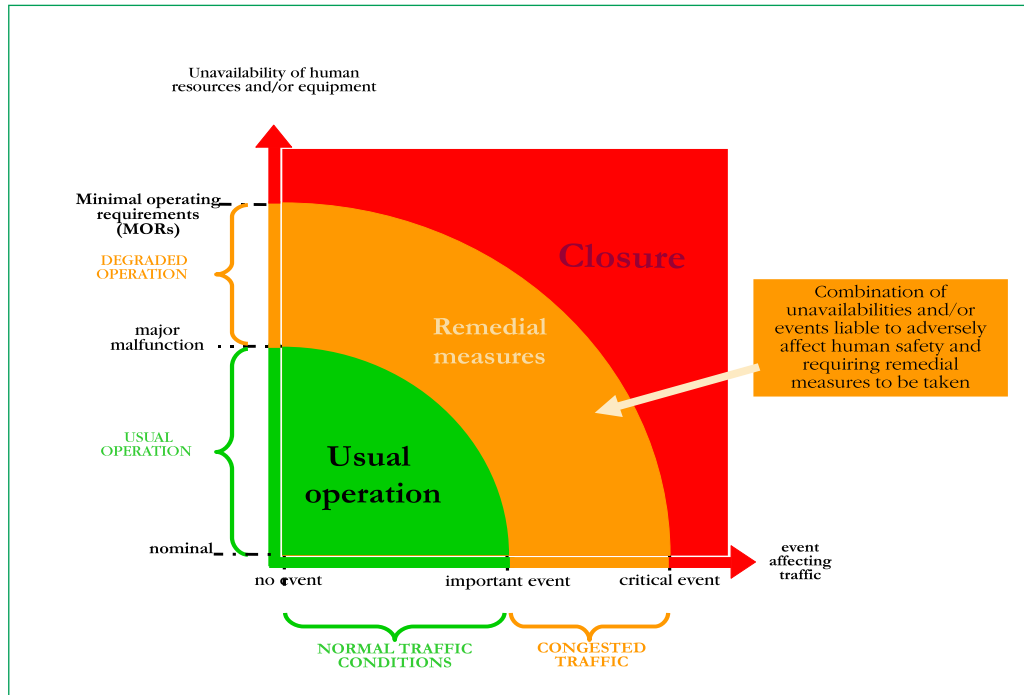 Unavailability of human
resources and/or equipment
Minimal operating
requirements
(MORs)
DEGRADED
OPERATION
major
malfunction
USUAL
OPERATION
nominal
Closure
Remedial
measures
Usual
operation
Combination of
unavailabilities and/or
events liable to adversely
affect human safety and
requiring remedial
measures to be taken
event
affecting
traffic
no event
important event
critical event
NORMAL TRAFFIC
CONDITIONS
CONGESTED
TRAFFIC